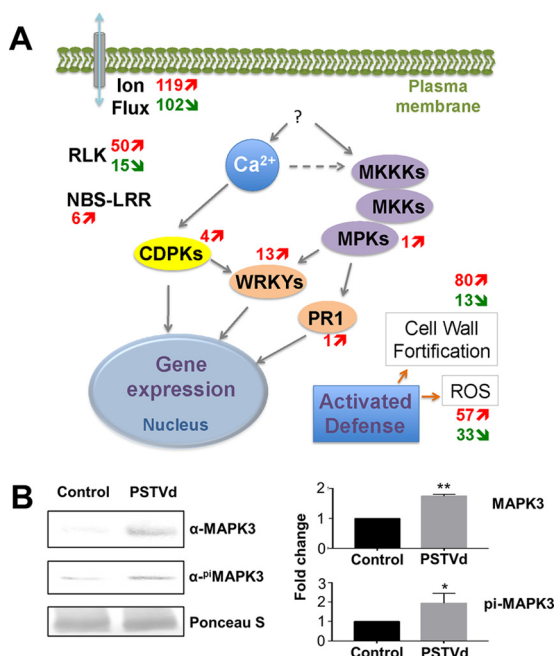 A
Ion
Flux
119↗
102↘
Plasma
membrane
?
RLK
50↗
15↘
Ca2+
MKKKs
MKKs
MPKs
1↗
NBS-LRR
6↗
CDPKs
4↗
13↗
WRKYs
PR1
1↗
80↗
13↘
Cell Wall
Fortification
ROS
57↗
33↘
Gene
expression
Nucleus
Activated
Defense
B
Control PSTVd
α-MAPK3
α-piMAPK3
Ponceau S
Fold change
2
1
0
**
Control PSTVd
MAPK3
3
2
1
0
*
Control PSTVd
pi-MAPK3